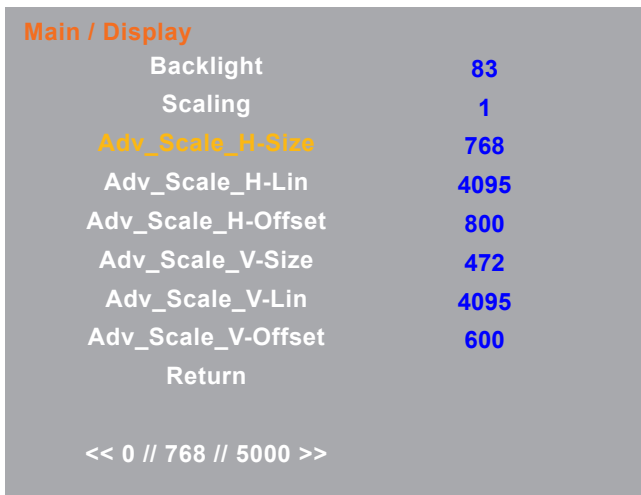 Main / Display
Backlight 83
Scaling 1
Adv_Scale_H-Size 768
Adv_Scale_H-Lin 4095
Adv_Scale_H-Offset 800
Adv_Scale_V-Size 472
Adv_Scale_V-Lin 4095
Adv_Scale_V-Offset 600
Return
<< 0 // 768 // 5000 >>